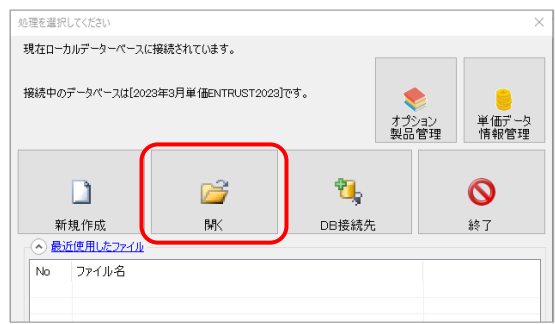 処理を選択してください
現在ローカルデーターベースに接続されています。
接続中のデータベースは[2023年3月単価ENTRUST2023]です。
オプション
製品管理
単価データ
情報管理
新規作成
開く
DB接続先
終了
最近使用したファイル
No ファイル名